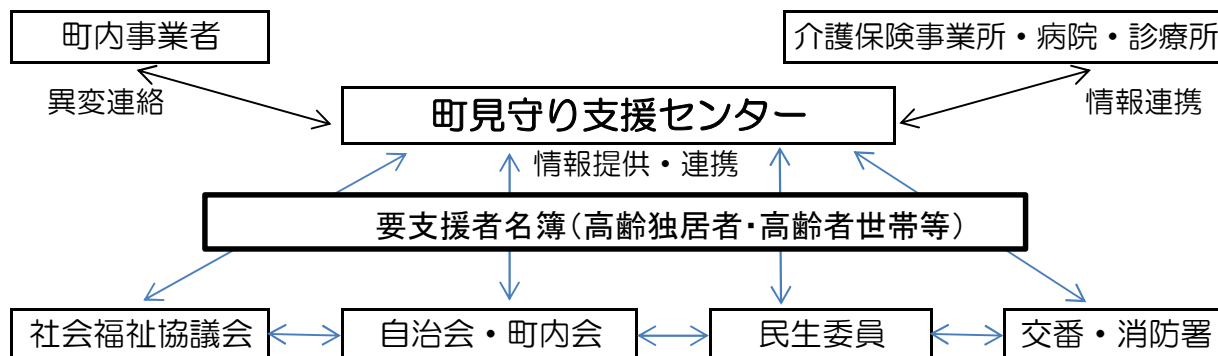 町内事業者
介護保険事業所・病院・診療所
異変連絡
町見守り支援センター
情報連携
情報提供・連携
要支援者名簿(高齢独居者・高齢者世帯等)
社会福祉協議会
自治会・町内会
民生委員
交番・消防署